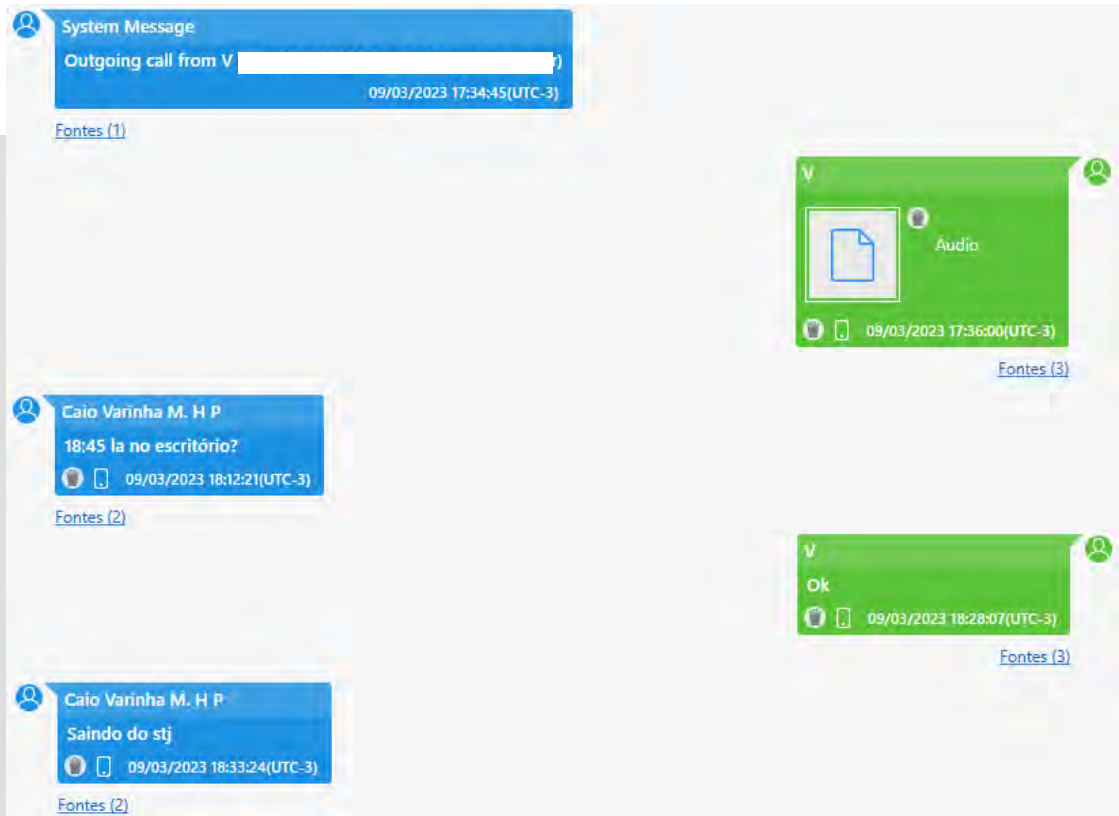 System Message
Outgoing call from V r)
09/03/2023 17:34:45(UTC-3)
Fontes (1)
V
Audio
09/03/2023 17:36:00(UTC-3)
Fontes (3)
Caio Varinha M. H P
18:45 la no escritório?
09/03/2023 18:12:21(UTC-3)
Fontes (2)
V
Ok
09/03/2023 18:28:07(UTC-3)
Fontes (3)
Caio Varinha M. H P
Saindo do stj
09/03/2023 18:33:24(UTC-3)
Fontes (2)